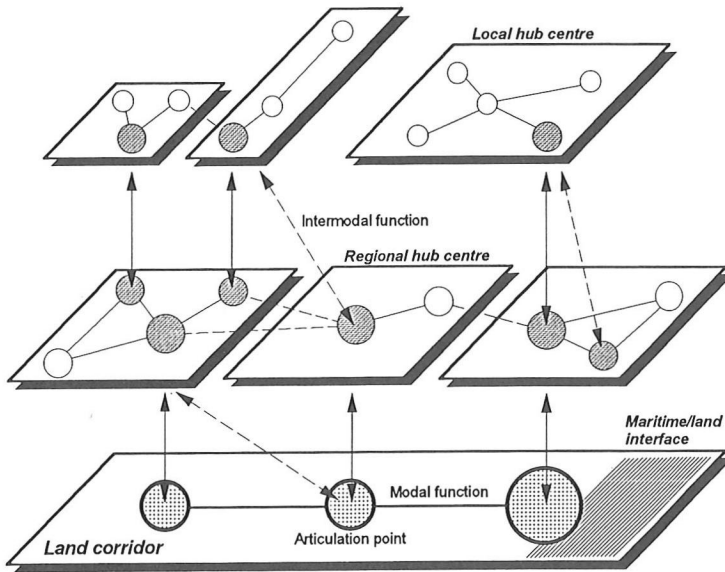 Local hub centre
Intermodal function
Regional hub centre
Maritime/land
interface
Modal function
Articulation point
Land corridor